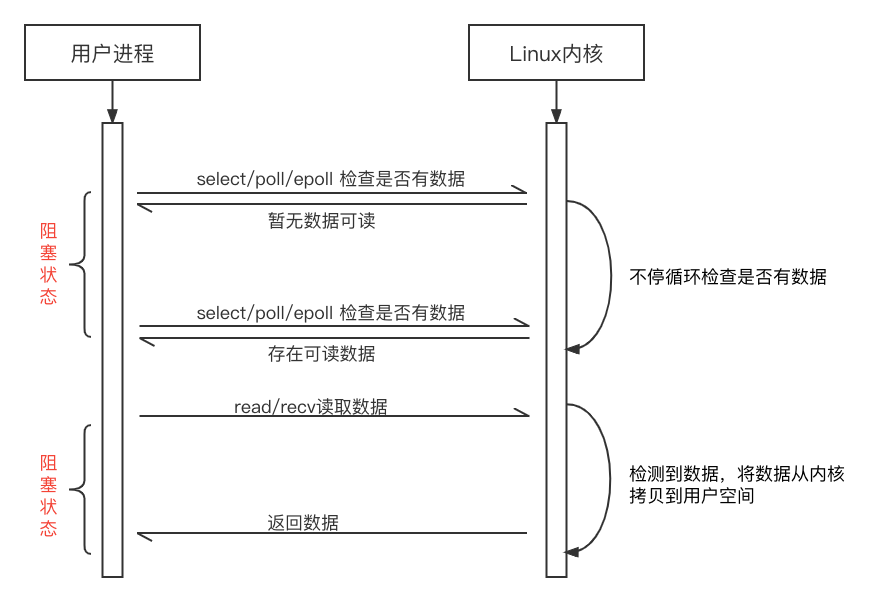 用户进程
Linux内核
select/poll/epoll 检查是否有数据
暂无数据可读
阻
塞
状
态
不停循环检查是否有数据
select/poll/epoll 检查是否有数据
存在可读数据
read/recv读取数据
阻
塞
状
态
检测到数据，将数据从内核
拷贝到用户空间
返回数据